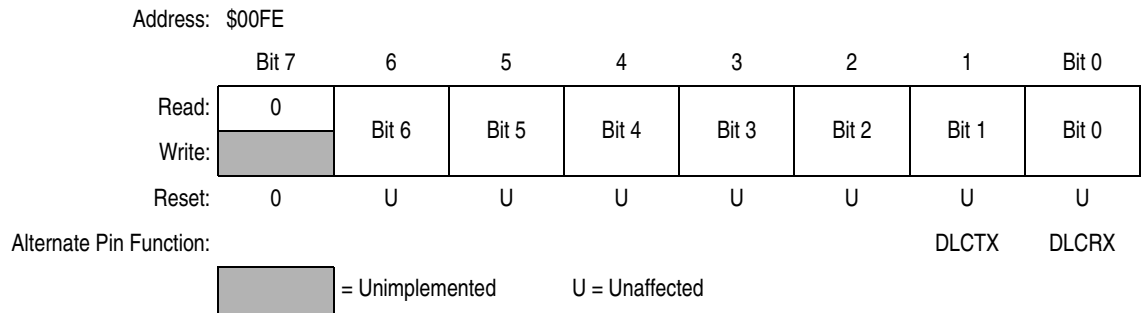 Address: $00FE
Bit 7 6 5 4 3 2 1 Bit 0
Read: 0 Bit 6 Bit 5 Bit 4 Bit 3 Bit 2 Bit 1 Bit 0
Write:
Reset: 0 U U U U U U U
Alternate Pin Function: DLCTX DLCRX
= Unimplemented U = Unaffected